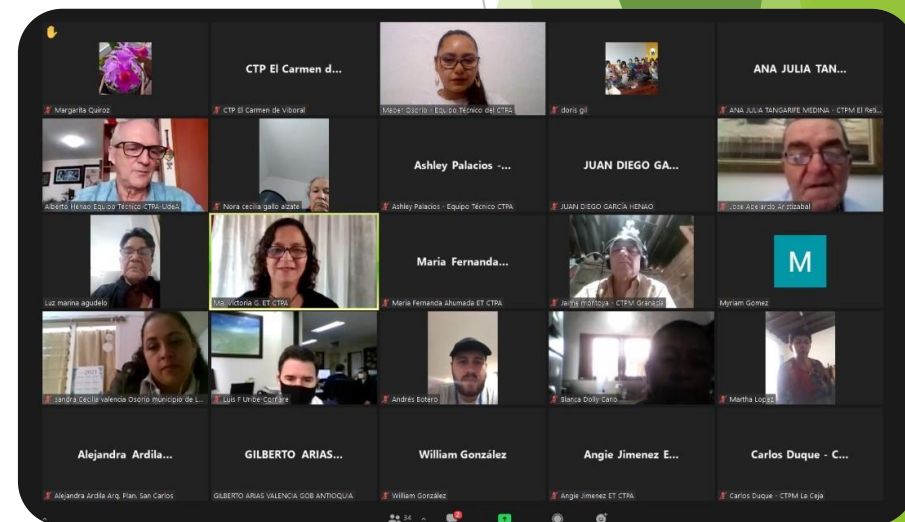 CTP El Carmen d...
ANA JULIA TAN...
Margarita Quiroz
CTP El Carmen de Viboral
Meber Osorio - Equipo Técnico del CTPA
doris gil
ANA JULIA TANGARIFE MEDINA - CTPM El Reti...
Ashley Palacios -...
JUAN DIEGO GA...
Alberto Henao Equipo Técnico CTPA-UdeA
Nora cecilia gallo alzate
Ashley Palacios - Equipo Técnico CTPA
JUAN DIEGO GARCÍA HENAO
Jose Abelardo Aristizabal
Maria Fernanda...
M
Luz marina agudelo
Ma. Victoria G. ET CTPA
Maria Fernanda Ahumada ET CTPA
Jaime montoya - CTPM Granada
Myriam Gomez
sandra Cecilia valencia Osorio municipio de L...
Luis F Uribe-Cornare
Andrés Botero
Blanca Dolly Cano
Martha Lopez
Alejandra Ardila...
GILBERTO ARIAS...
William González
Angie Jimenez E...
Carlos Duque - C...
Alejandra Ardila Arq. Plan. San Carlos
GILBERTO ARIAS VALENCIA GOB ANTIOQUIA
William González
Angie Jimenez ET CTPA
Carlos Duque - CTPM La Ceja
34
2